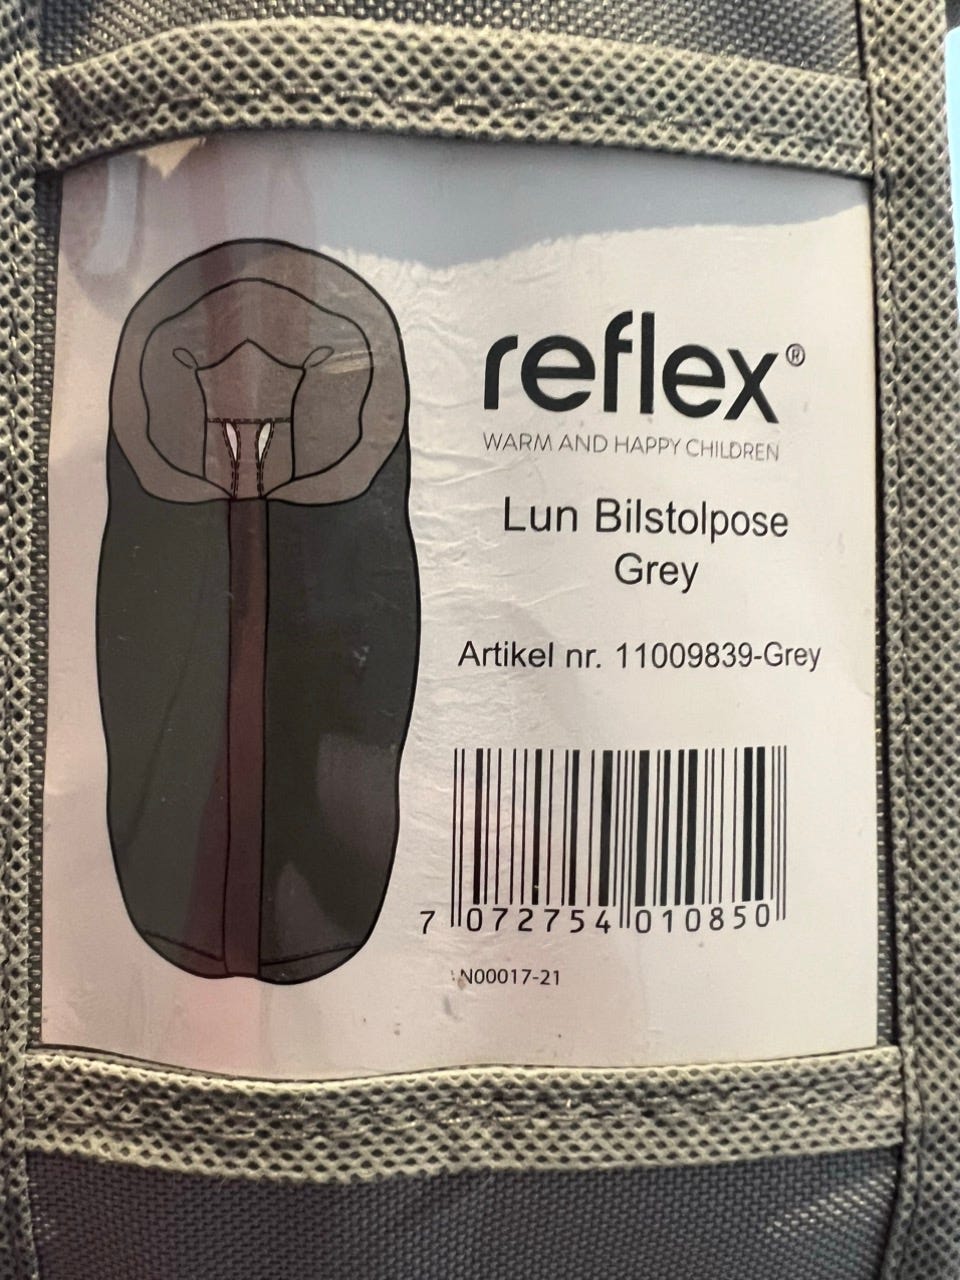 reflex®
WARM AND HAPPY CHILDREN
Lun Bilstolpose
Grey
Artikel nr. 11009839-Grey
7 072754 010850
N00017-21